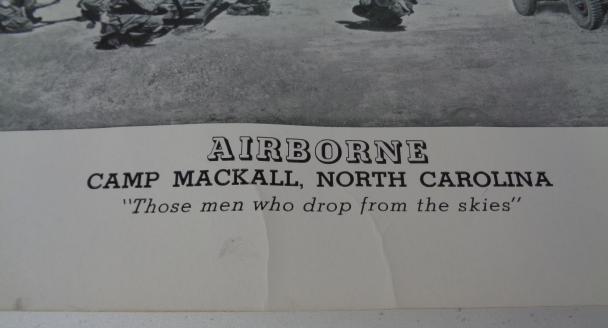 AIRBORNE
CAMP MACKALL, NORTH CAROLINA
"Those men who drop from the skies"